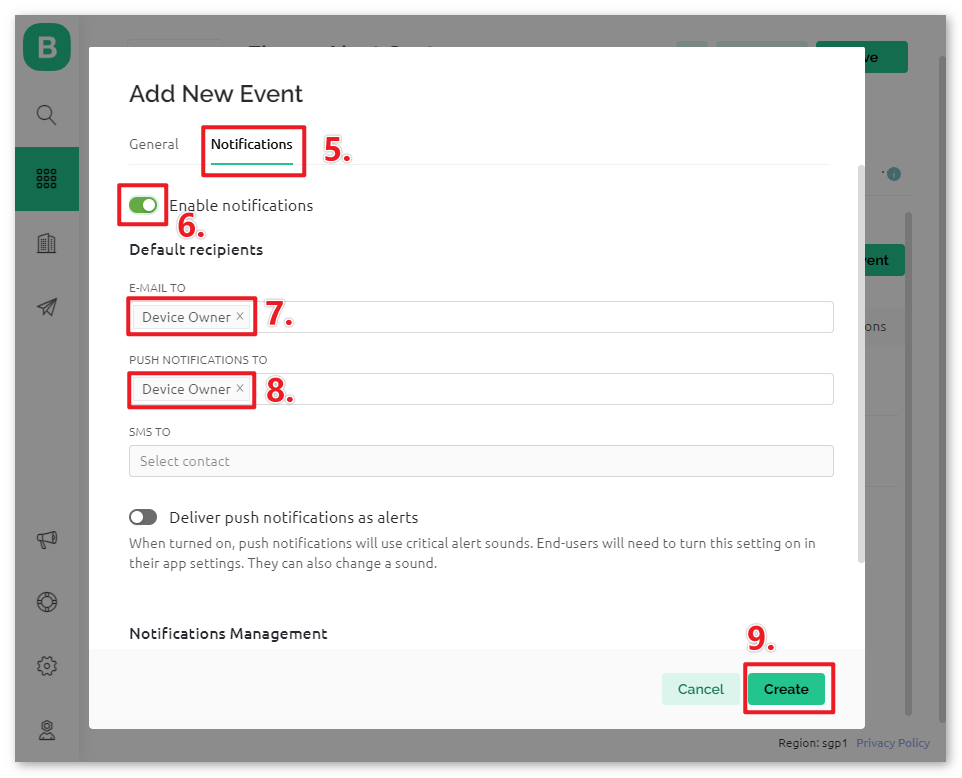 B
Add New Event
General
Notifications
5.
Enable notifications
6.
Default recipients
E-MAIL TO
Device Owner ×
7.
PUSH NOTIFICATIONS TO
Device Owner ×
8.
SMS TO
Select contact
Deliver push notifications as alerts
When turned on, push notifications will use critical alert sounds. End-users will need to turn this setting on in
their app settings. They can also change a sound.
Notifications Management
9.
Cancel
Create
Region: sgp1 Privacy Policy